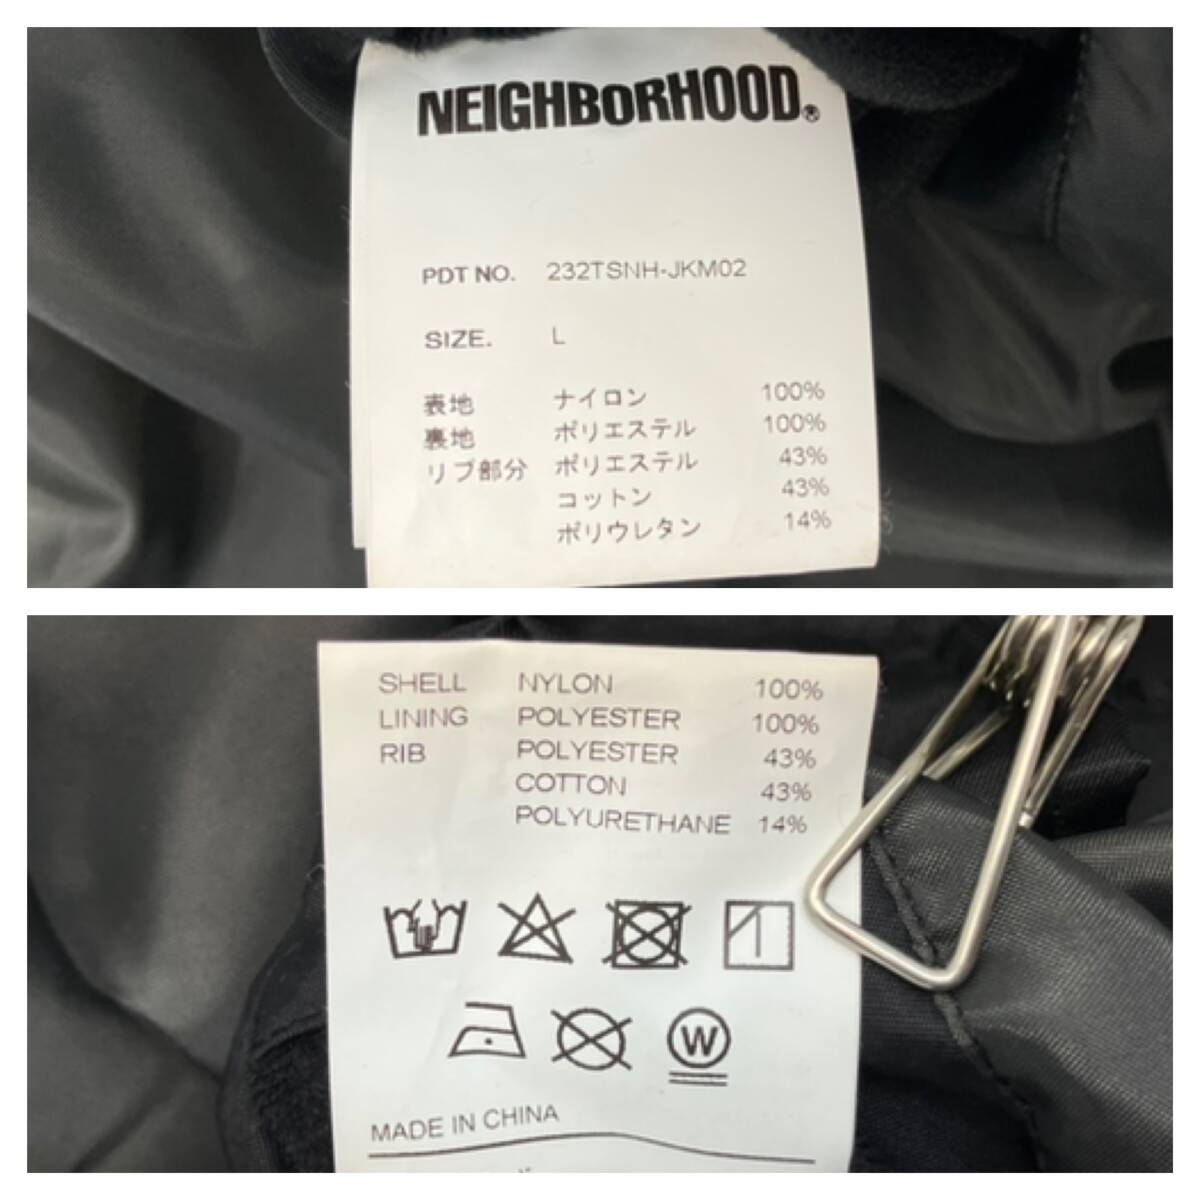 NEIGHBORHOOD®
PDT NO. 232TSNH-JKM02
SIZE. L
表地 ナイロン 100%
裏地 ポリエステル 100%
リブ部分 ポリエステル 43%
コットン 43%
ポリウレタン 14%
SHELL NYLON 100%
LINING POLYESTER 100%
RIB POLYESTER 43%
COTTON 43%
POLYURETHANE 14%
W
MADE IN CHINA